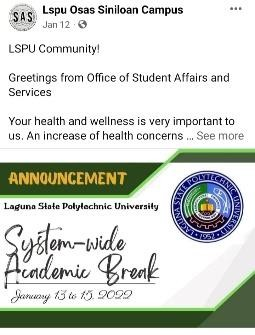 SAS
Lspu Osas Siniloan Campus
Jan 12
LSPU Community!
Greetings from Office of Student Affairs and
Services
Your health and wellness is very important to
us. An increase of health concerns ... See more
ANNOUNCEMENT
Laguna State Polytechnic University
System-wide
Academic Break
January 13 to 15, 2022
LAGUNA STATE POLYTECHNIC UNIVERSITY
1952